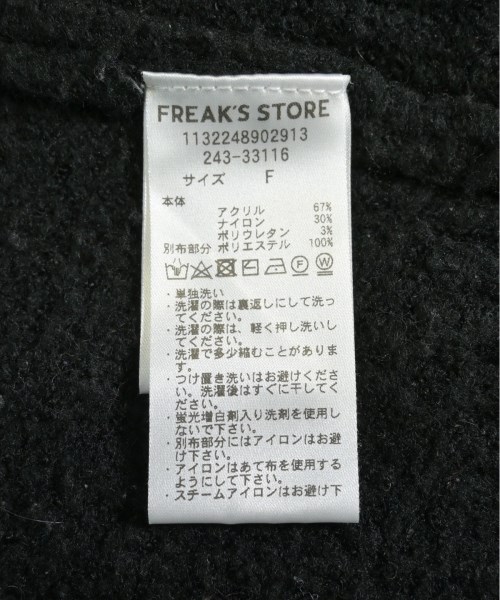 FREAK'S STORE
1132248902913
243-33116
サイズ F
本体
アクリル 67%
ナイロン 30%
ポリウレタン 3%
別布部分 ポリエステル 100%
・単独洗い
・洗濯の際は裏返しにして洗っ
てください。
・洗濯の際は、軽く押し洗いし
てください。
・洗濯で多少縮むことがありま
す。
・つけ置き洗いはお避けくださ
い。洗濯後はすぐに干してくだ
さい。
・蛍光増白剤入り洗剤を使用し
ないで下さい。
・別布部分にはアイロンはお避
け下さい。
・アイロンはあて布を使用する
ようにして下さい。
・スチームアイロンはお避け下